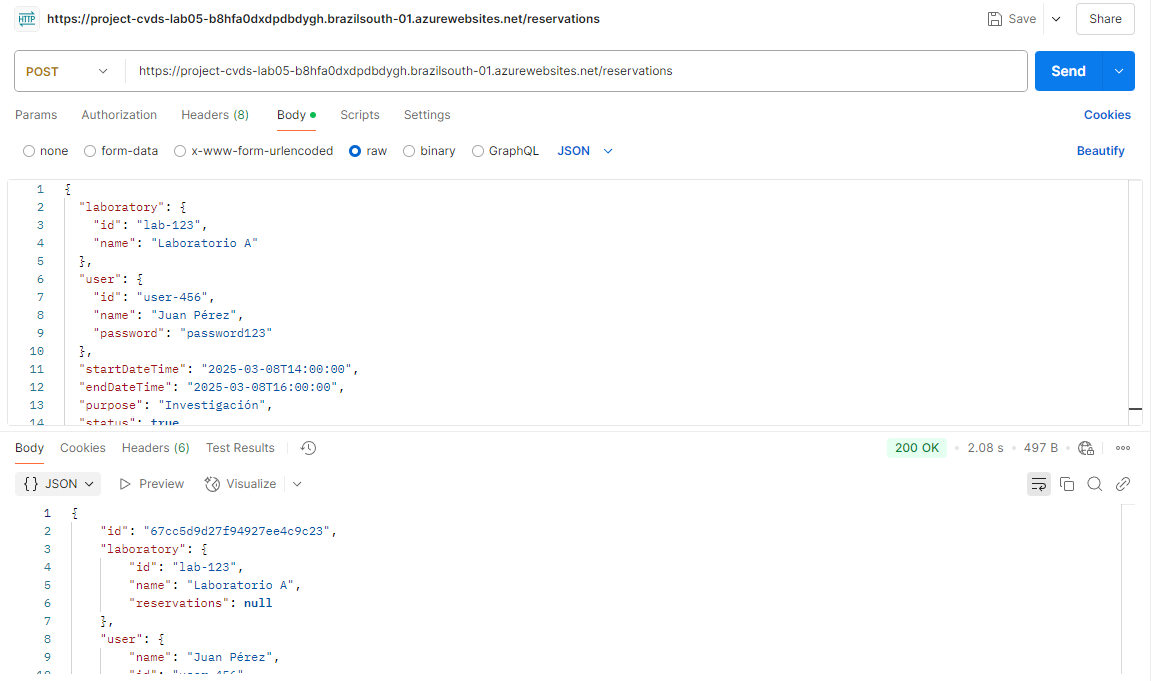 HTTP https://project-cvds-lab05-b8hfa0dxdpdbdygh.brazilsouth-01.azurewebsites.net/reservations Save Share
POST https://project-cvds-lab05-b8hfa0dxdpdbdygh.brazilsouth-01.azurewebsites.net/reservations Send
Params Authorization Headers (8) Body Scripts Settings Cookies
none form-data x-www-form-urlencoded raw binary GraphQL JSON Beautify
1 {
2 "laboratory": {
3 "id": "lab-123",
4 "name": "Laboratorio A"
5 },
6 "user": {
7 "id": "user-456",
8 "name": "Juan Pérez",
9 "password": "password123"
10 },
11 "startDateTime": "2025-03-08T14:00:00",
12 "endDateTime": "2025-03-08T16:00:00",
13 "purpose": "Investigación",
14 "status": true
Body Cookies Headers (6) Test Results 200 OK • 2.08 s • 497 B
{} JSON Preview Visualize
1 {
2 "id": "67cc5d9d27f94927ee4c9c23",
3 "laboratory": {
4 "id": "lab-123",
5 "name": "Laboratorio A",
6 "reservations": null
7 },
8 "user": {
9 "name": "Juan Pérez",
10 "id": "user-456",